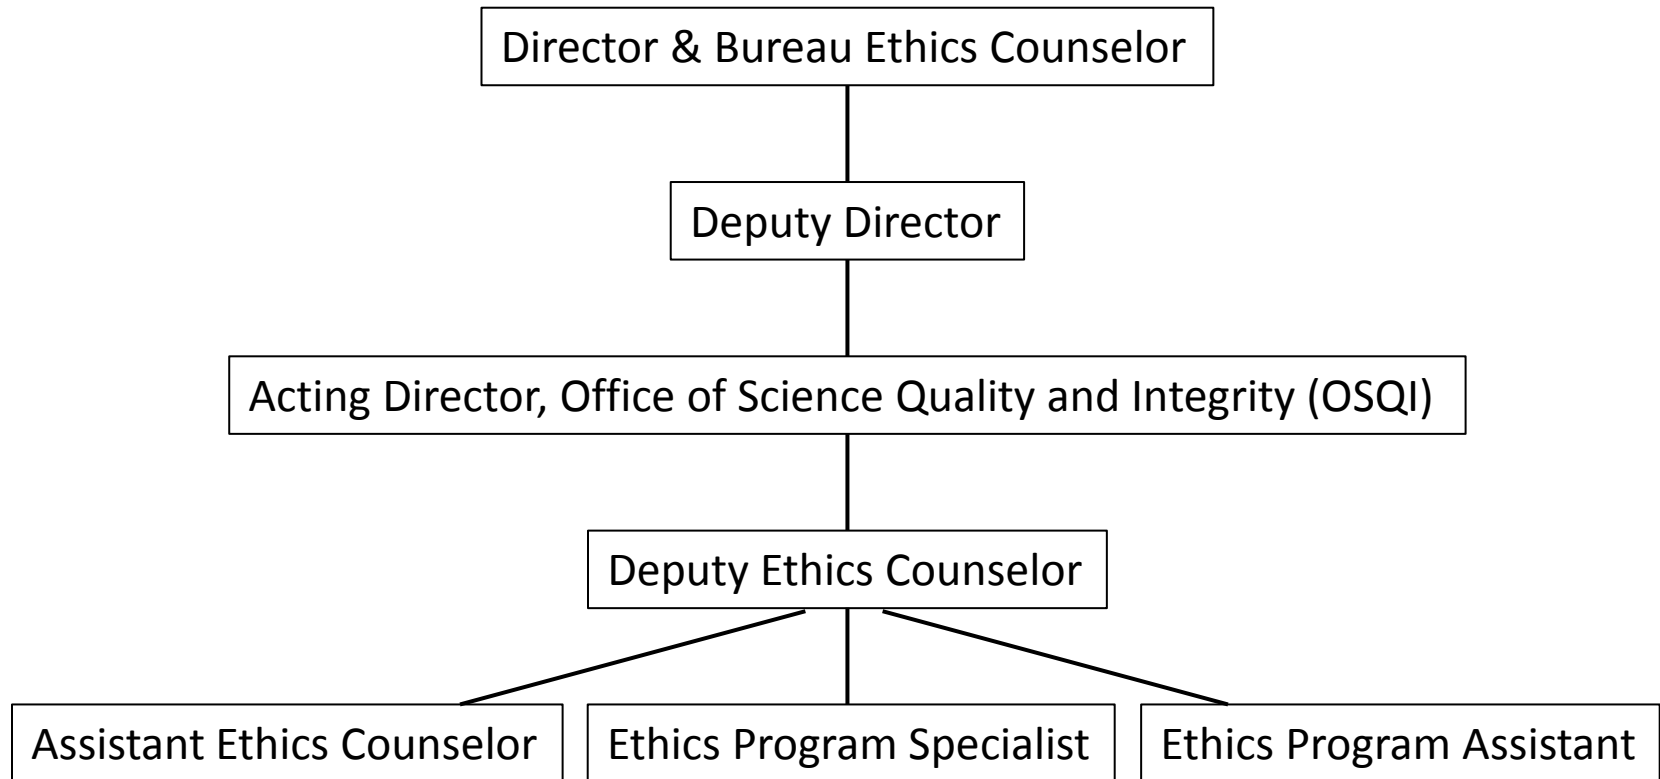 Director & Bureau Ethics Counselor
Deputy Director
Acting Director, Office of Science Quality and Integrity (OSQI)
Deputy Ethics Counselor
Assistant Ethics Counselor
Ethics Program Specialist
Ethics Program Assistant